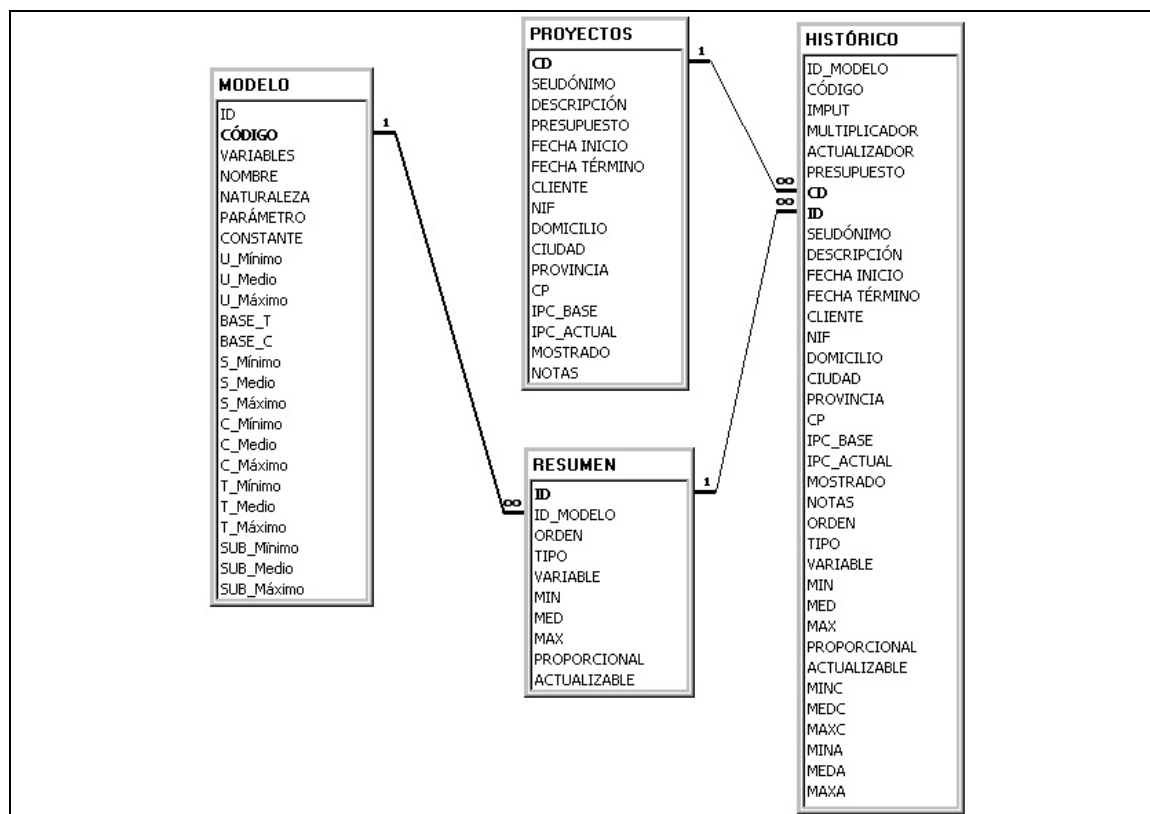 MODELO
ID
CÓDIGO
VARIABLES
NOMBRE
NATURALEZA
PARÁMETRO
CONSTANTE
U_Mínimo
U_Medio
U_Máximo
BASE_T
BASE_C
S_Mínimo
S_Medio
S_Máximo
C_Mínimo
C_Medio
C_Máximo
T_Mínimo
T_Medio
T_Máximo
SUB_Mínimo
SUB_Medio
SUB_Máximo
1
∞
PROYECTOS
CD
SEUDÓNIMO
DESCRIPCIÓN
PRESUPUESTO
FECHA INICIO
FECHA TÉRMINO
CLIENTE
NIF
DOMICILIO
CIUDAD
PROVINCIA
CP
IPC_BASE
IPC_ACTUAL
MOSTRADO
NOTAS
1
∞
RESUMEN
ID
ID_MODELO
ORDEN
TIPO
VARIABLE
MIN
MED
MAX
PROPORCIONAL
ACTUALIZABLE
1
∞
HISTÓRICO
ID_MODELO
CÓDIGO
IMPUT
MULTIPLICADOR
ACTUALIZADOR
PRESUPUESTO
CD
ID
SEUDÓNIMO
DESCRIPCIÓN
FECHA INICIO
FECHA TÉRMINO
CLIENTE
NIF
DOMICILIO
CIUDAD
PROVINCIA
CP
IPC_BASE
IPC_ACTUAL
MOSTRADO
NOTAS
ORDEN
TIPO
VARIABLE
MIN
MED
MAX
PROPORCIONAL
ACTUALIZABLE
MINC
MEDC
MAXC
MINA
MEDA
MAXA